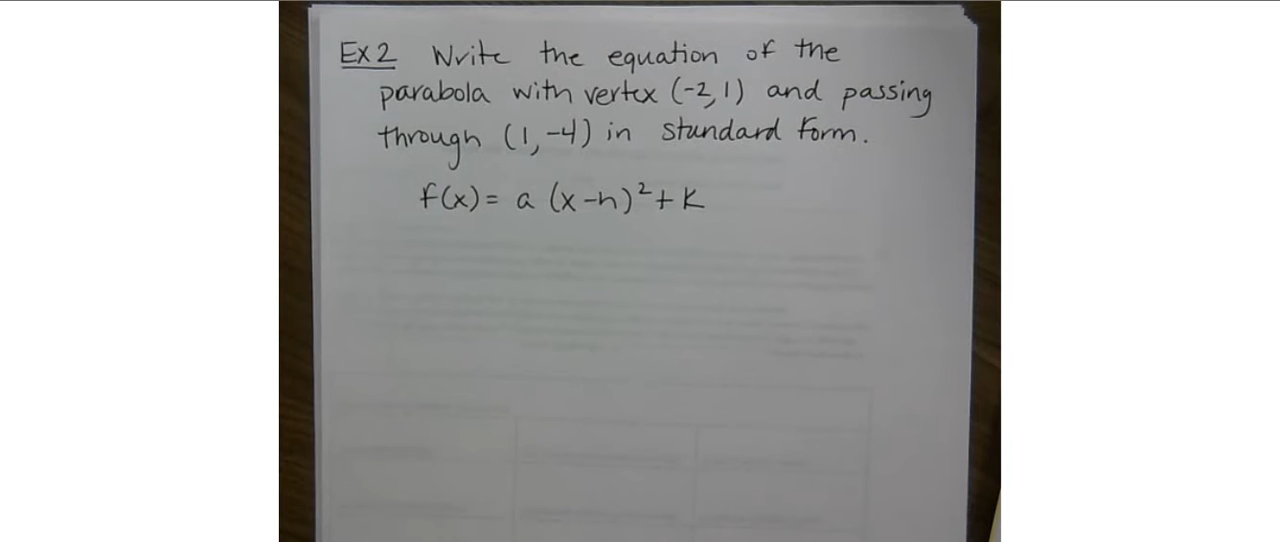 Ex 2 Write the equation of the
parabola with vertex (-2,1) and passing
through (1,-4) in standard form.
f(x) = a (x-h)² + k